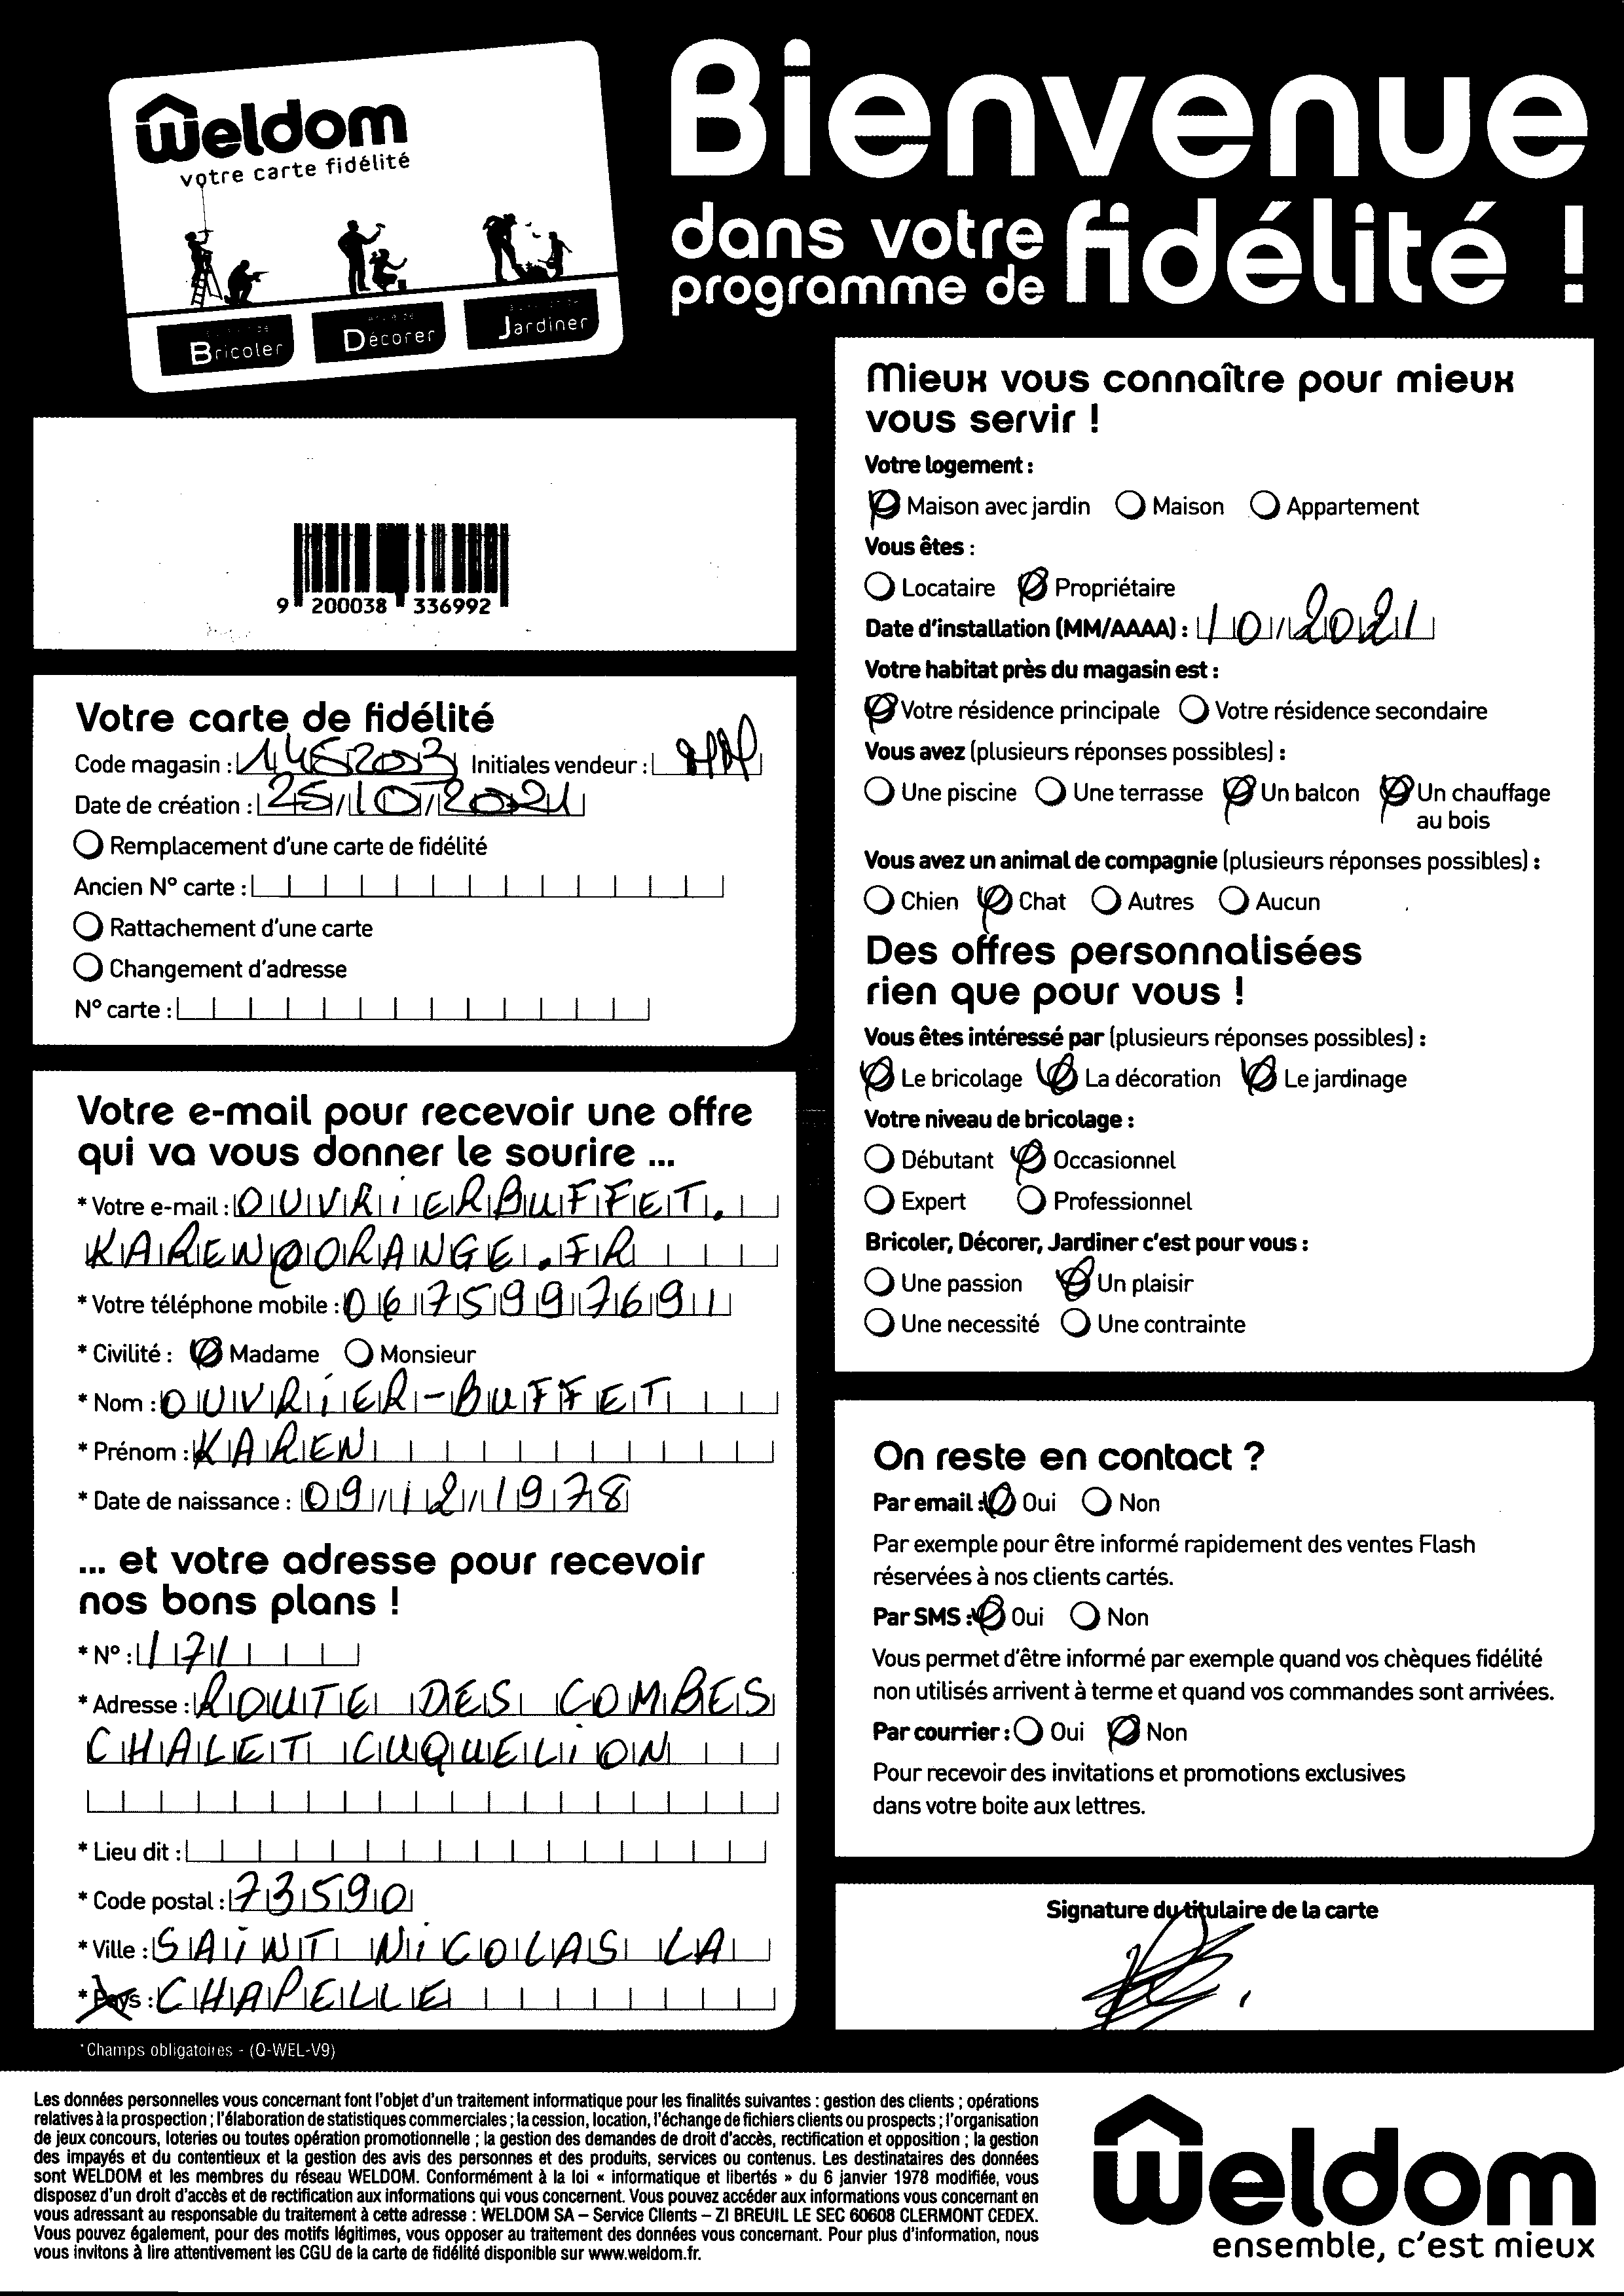 Weldom
votre carte fidélité
Bricoler
Décorer
Jardiner
Bienvenue
dans votre
programme de fidélité !
9 200038 336992
Votre carte de fidélité
Code magasin : 145203 Initiales vendeur :
Date de création : 25/10/2021
Remplacement d'une carte de fidélité
Ancien N° carte :
Rattachement d'une carte
Changement d'adresse
N° carte :
Votre e-mail pour recevoir une offre
qui va vous donner le sourire ...
* Votre e-mail : OUVRiERBUFFET.
KAREN@ORANGE.FR
* Votre téléphone mobile : 0675997691
* Civilité : Madame Monsieur
* Nom : OUVRiER-BUFFET
* Prénom : KAREN
* Date de naissance : 09/12/1978
... et votre adresse pour recevoir
nos bons plans !
* N° : 171
* Adresse : ROUTE DES COMBES
CHALET CUQUELiON
* Lieu dit :
* Code postal : 73590
* Ville : SAiNT NiCOLAS LA
* Pays : CHAPELLE
*Champs obligatoires - (Q-WEL-V9)
Mieux vous connaître pour mieux
vous servir !
Votre logement :
Maison avec jardin Maison Appartement
Vous êtes :
Locataire Propriétaire
Date d'installation (MM/AAAA) : 10/2021
Votre habitat près du magasin est :
Votre résidence principale Votre résidence secondaire
Vous avez (plusieurs réponses possibles) :
Une piscine Une terrasse Un balcon Un chauffage
au bois
Vous avez un animal de compagnie (plusieurs réponses possibles) :
Chien Chat Autres Aucun
Des offres personnalisées
rien que pour vous !
Vous êtes intéressé par (plusieurs réponses possibles) :
Le bricolage La décoration Le jardinage
Votre niveau de bricolage :
Débutant Occasionnel
Expert Professionnel
Bricoler, Décorer, Jardiner c'est pour vous :
Une passion Un plaisir
Une necessité Une contrainte
On reste en contact ?
Par email : Oui Non
Par exemple pour être informé rapidement des ventes Flash
réservées à nos clients cartés.
Par SMS : Oui Non
Vous permet d'être informé par exemple quand vos chèques fidélité
non utilisés arrivent à terme et quand vos commandes sont arrivées.
Par courrier : Oui Non
Pour recevoir des invitations et promotions exclusives
dans votre boite aux lettres.
Signature du titulaire de la carte
Les données personnelles vous concernant font l'objet d'un traitement informatique pour les finalités suivantes : gestion des clients ; opérations
relatives à la prospection ; l'élaboration de statistiques commerciales ; la cession, location, l'échange de fichiers clients ou prospects ; l'organisation
de jeux concours, loteries ou toutes opération promotionnelle ; la gestion des demandes de droit d'accès, rectification et opposition ; la gestion
des impayés et du contentieux et la gestion des avis des personnes et des produits, services ou contenus. Les destinataires des données
sont WELDOM et les membres du réseau WELDOM. Conformément à la loi « informatique et libertés » du 6 janvier 1978 modifiée, vous
disposez d'un droit d'accès et de rectification aux informations qui vous concernent. Vous pouvez accéder aux informations vous concernant en
vous adressant au responsable du traitement à cette adresse : WELDOM SA – Service Clients – ZI BREUIL LE SEC 60608 CLERMONT CEDEX.
Vous pouvez également, pour des motifs légitimes, vous opposer au traitement des données vous concernant. Pour plus d'information, nous
vous invitons à lire attentivement les CGU de la carte de fidélité disponible sur www.weldom.fr.
Weldom
ensemble, c'est mieux